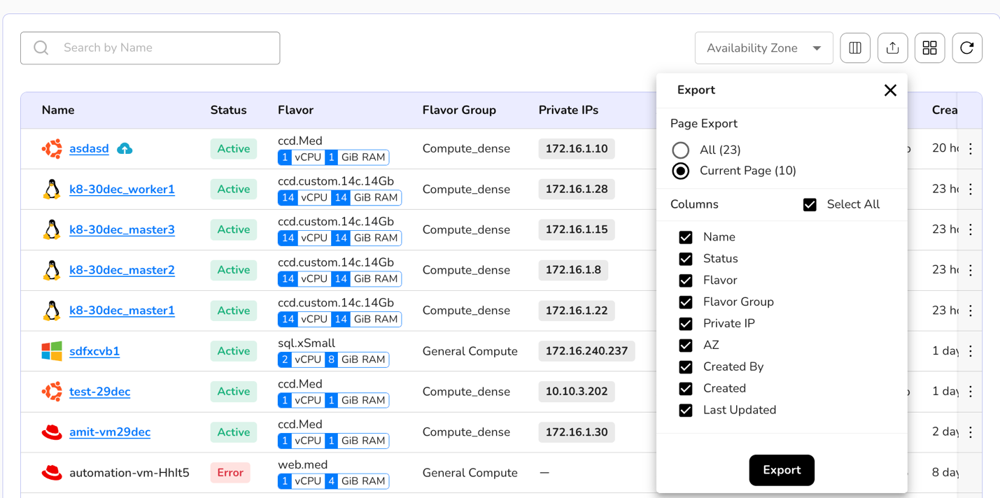 Search by Name
Availability Zone
Name Status Flavor Flavor Group Private IPs Crea
asdasd Active ccd.Med Compute_dense 172.16.1.10 20 ho
1 vCPU 1 GiB RAM
k8-30dec_worker1 Active ccd.custom.14c.14Gb Compute_dense 172.16.1.28 23 ho
14 vCPU 14 GiB RAM
k8-30dec_master3 Active ccd.custom.14c.14Gb Compute_dense 172.16.1.15 23 ho
14 vCPU 14 GiB RAM
k8-30dec_master2 Active ccd.custom.14c.14Gb Compute_dense 172.16.1.8 23 ho
14 vCPU 14 GiB RAM
k8-30dec_master1 Active ccd.custom.14c.14Gb Compute_dense 172.16.1.22 23 ho
14 vCPU 14 GiB RAM
sdfxcvb1 Active sql.xSmall General Compute 172.16.240.237 1 day
2 vCPU 8 GiB RAM
test-29dec Active ccd.Med Compute_dense 10.10.3.202 1 day
1 vCPU 1 GiB RAM
amit-vm29dec Active ccd.Med Compute_dense 172.16.1.30 2 day
1 vCPU 1 GiB RAM
automation-vm-Hhlt5 Error web.med General Compute — 8 day
1 vCPU 4 GiB RAM
Export
Page Export
All (23)
Current Page (10)
Columns Select All
Name
Status
Flavor
Flavor Group
Private IP
AZ
Created By
Created
Last Updated
Export